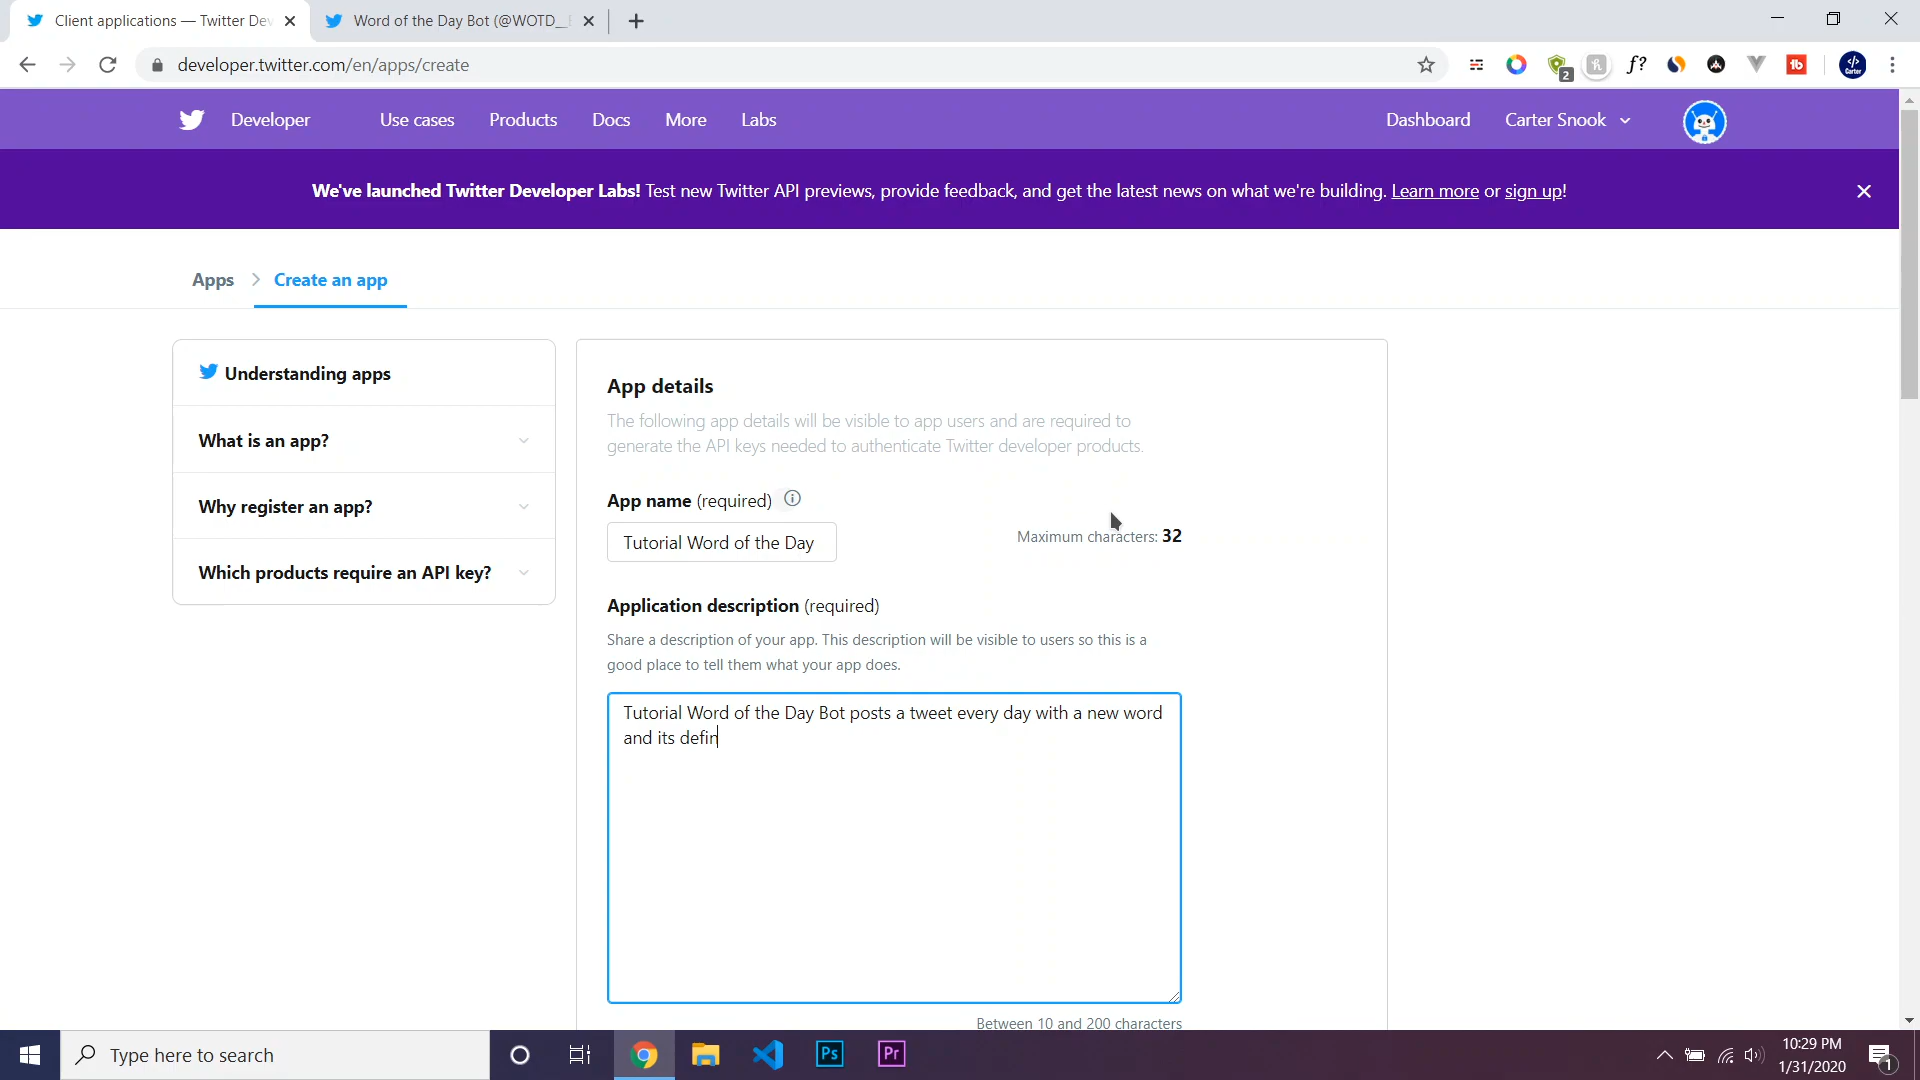 Client applications — Twitter Dev
Word of the Day Bot (@WOTD__
developer.twitter.com/en/apps/create
2
f?
Carter
Developer
Use cases
Products
Docs
More
Labs
Dashboard
Carter Snook
We've launched Twitter Developer Labs! Test new Twitter API previews, provide feedback, and get the latest news on what we're building. Learn more or sign up!
Apps
Create an app
Understanding apps
What is an app?
Why register an app?
Which products require an API key?
App details
The following app details will be visible to app users and are required to
generate the API keys needed to authenticate Twitter developer products.
App name (required)
Tutorial Word of the Day
Maximum characters: 32
Application description (required)
Share a description of your app. This description will be visible to users so this is a
good place to tell them what your app does.
Tutorial Word of the Day Bot posts a tweet every day with a new word
and its defin
Between 10 and 200 characters
Type here to search
Ps
Pr
10:29 PM
1/31/2020
1